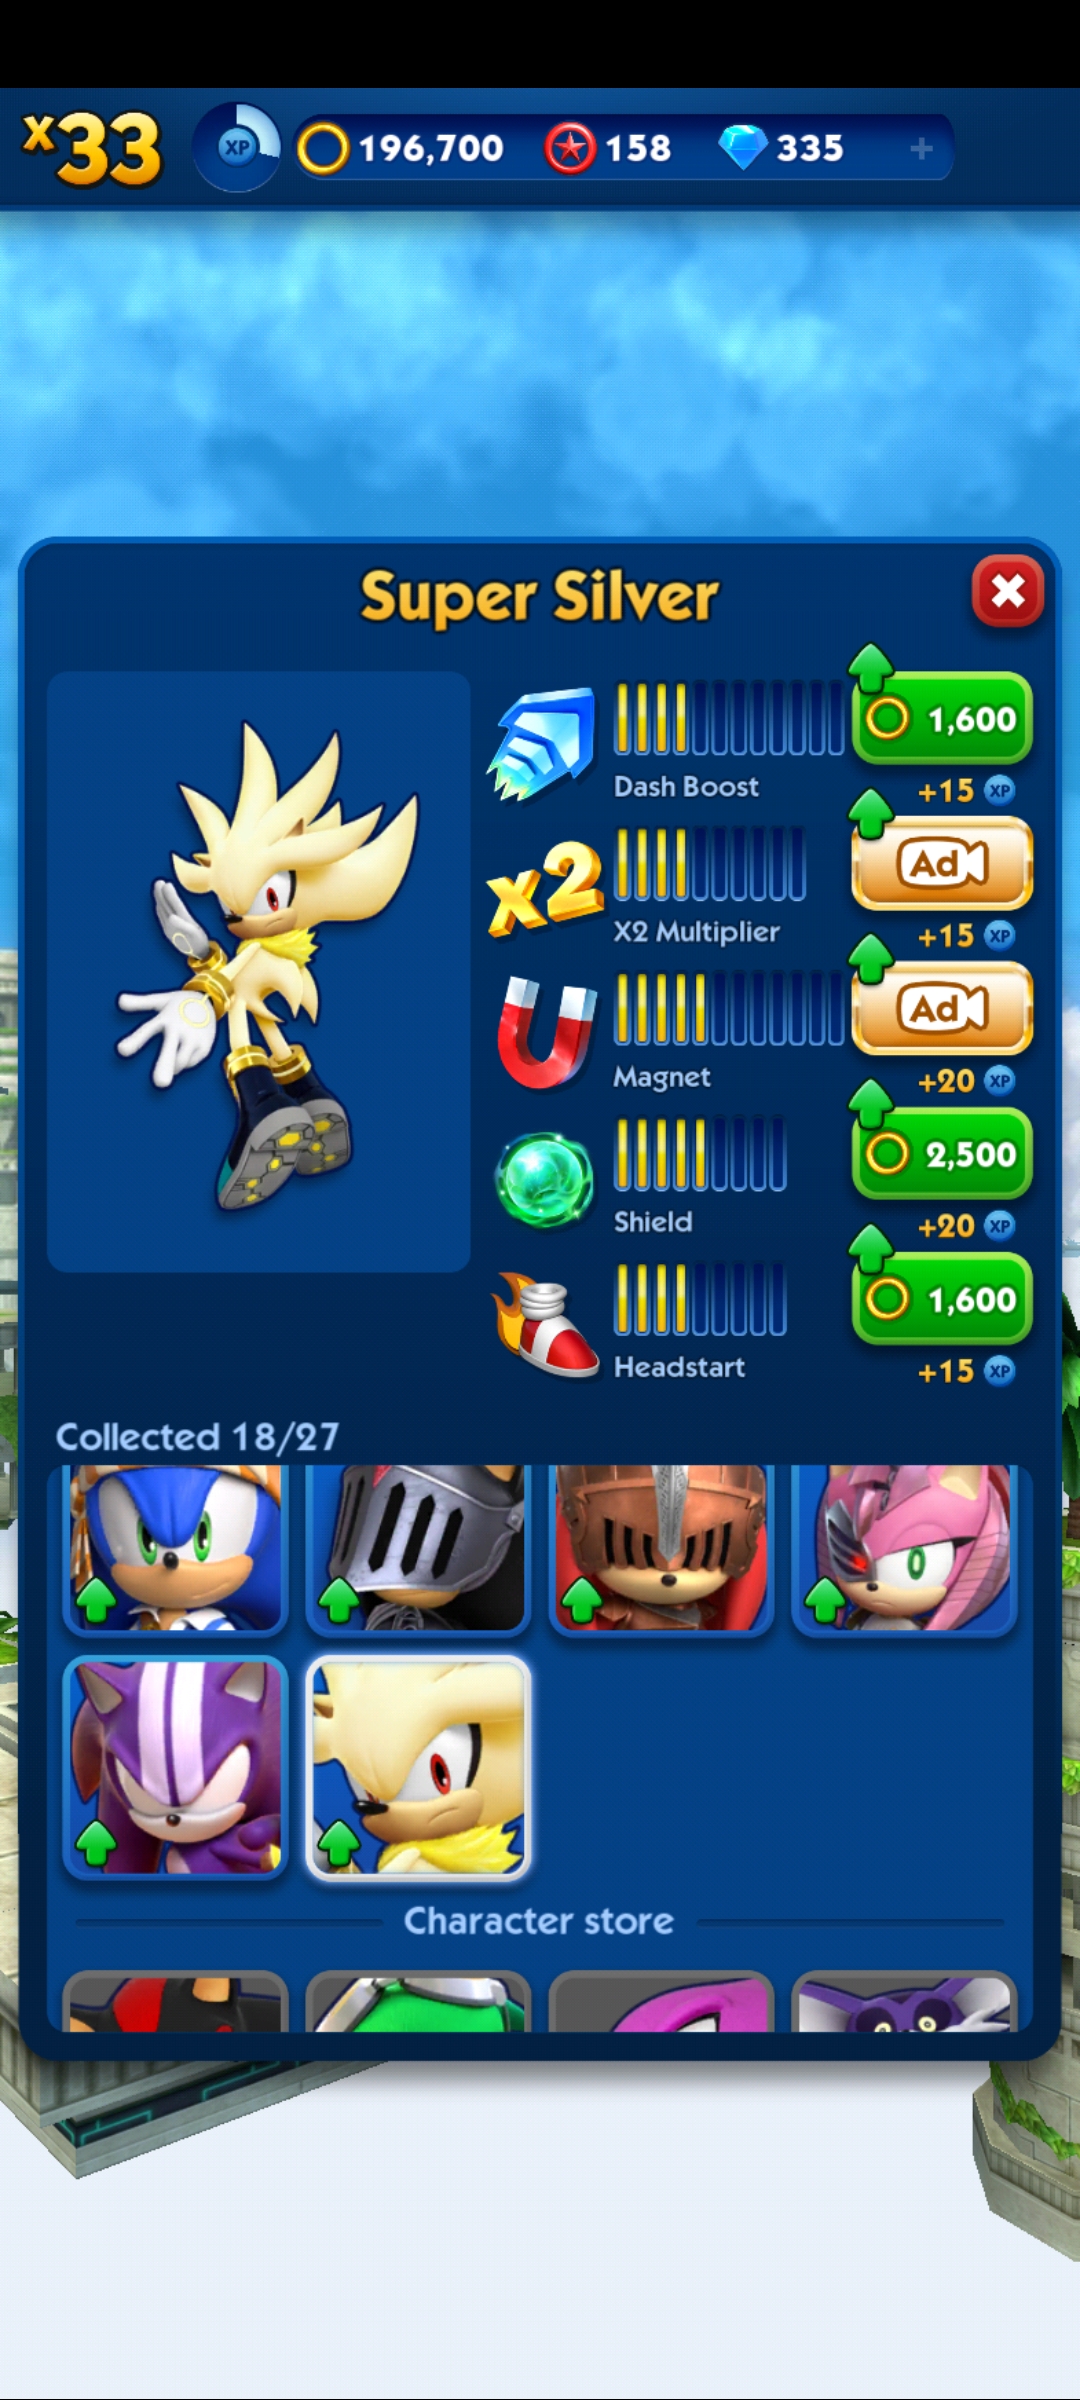 x33 XP 196,700 158 335 +
Super Silver
1,600
Dash Boost
+15 XP
x2
Ad
X2 Multiplier
+15 XP
Ad
Magnet
+20 XP
2,500
Shield
+20 XP
1,600
Headstart
+15 XP
Collected 18/27
Character store